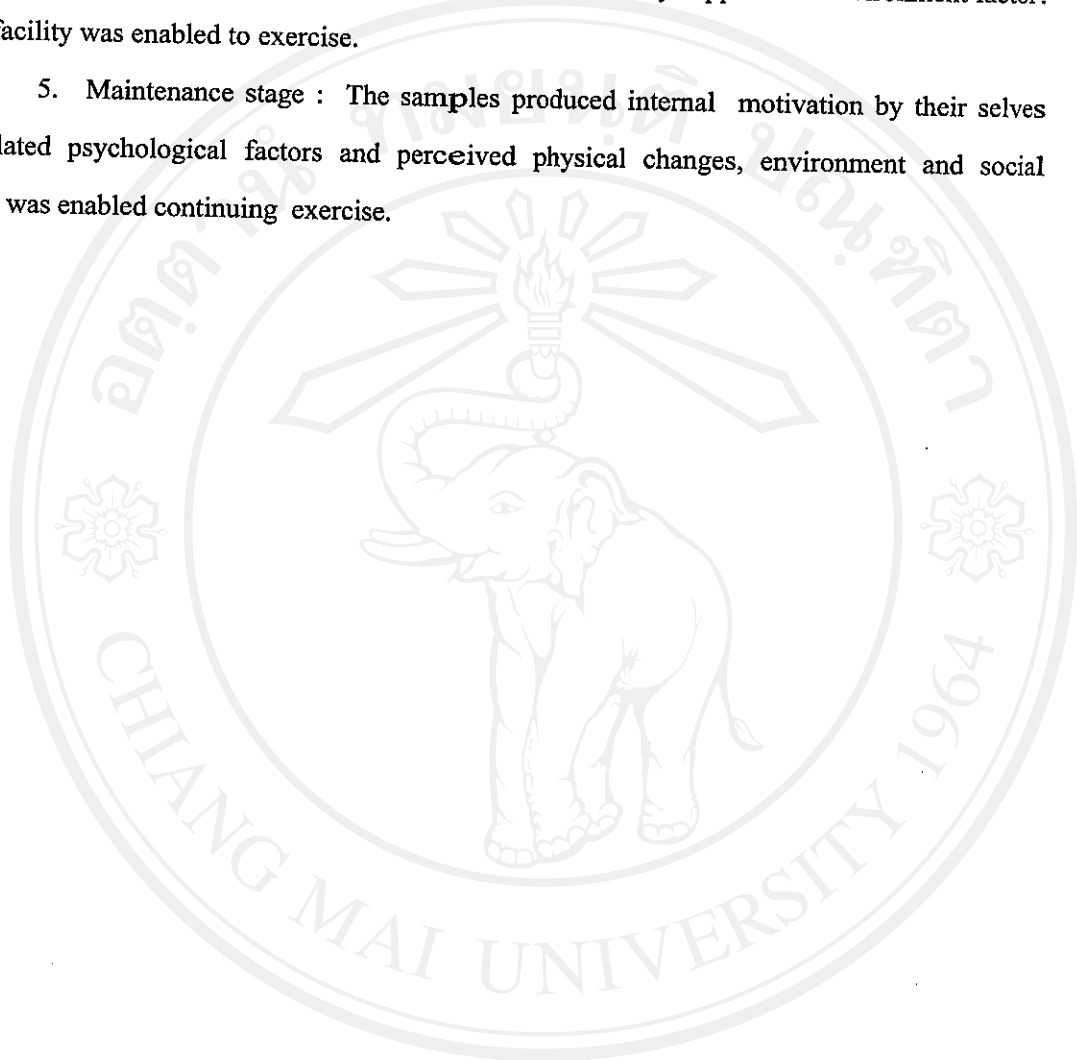 facility was enabled to exercise.
5. Maintenance stage : The samples produced internal motivation by their selves
lated psychological factors and perceived physical changes, environment and social
was enabled continuing exercise.
CHIANG MAI UNIVERSITY 1964